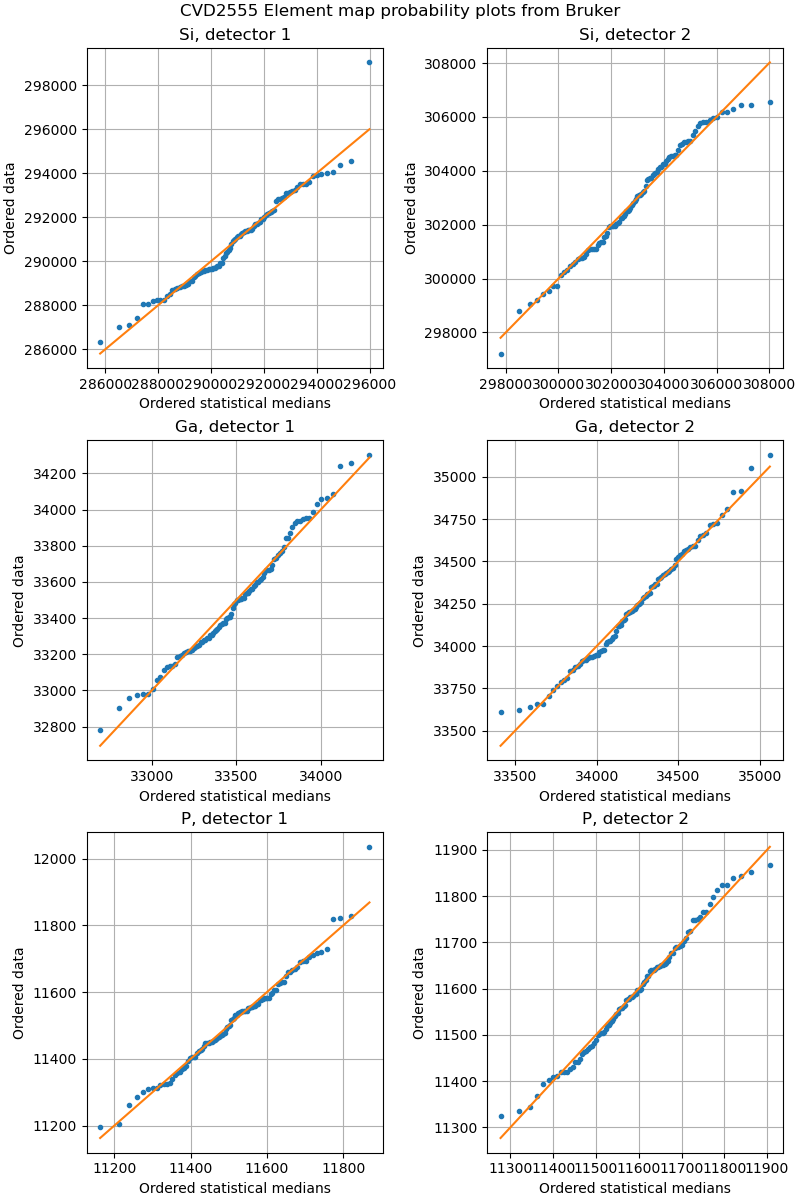 CVD2555 Element map probability plots from Bruker
Si, detector 1
Ordered data
298000
296000
294000
292000
290000
288000
286000
286000 288000 290000 292000 294000 296000
Ordered statistical medians
Si, detector 2
Ordered data
308000
306000
304000
302000
300000
298000
298000 300000 302000 304000 306000 308000
Ordered statistical medians
Ga, detector 1
Ordered data
34200
34000
33800
33600
33400
33200
33000
32800
33000 33500 34000
Ordered statistical medians
Ga, detector 2
Ordered data
35000
34750
34500
34250
34000
33750
33500
33500 34000 34500 35000
Ordered statistical medians
P, detector 1
Ordered data
12000
11800
11600
11400
11200
11200 11400 11600 11800
Ordered statistical medians
P, detector 2
Ordered data
11900
11800
11700
11600
11500
11400
11300
11300 11400 11500 11600 11700 11800 11900
Ordered statistical medians